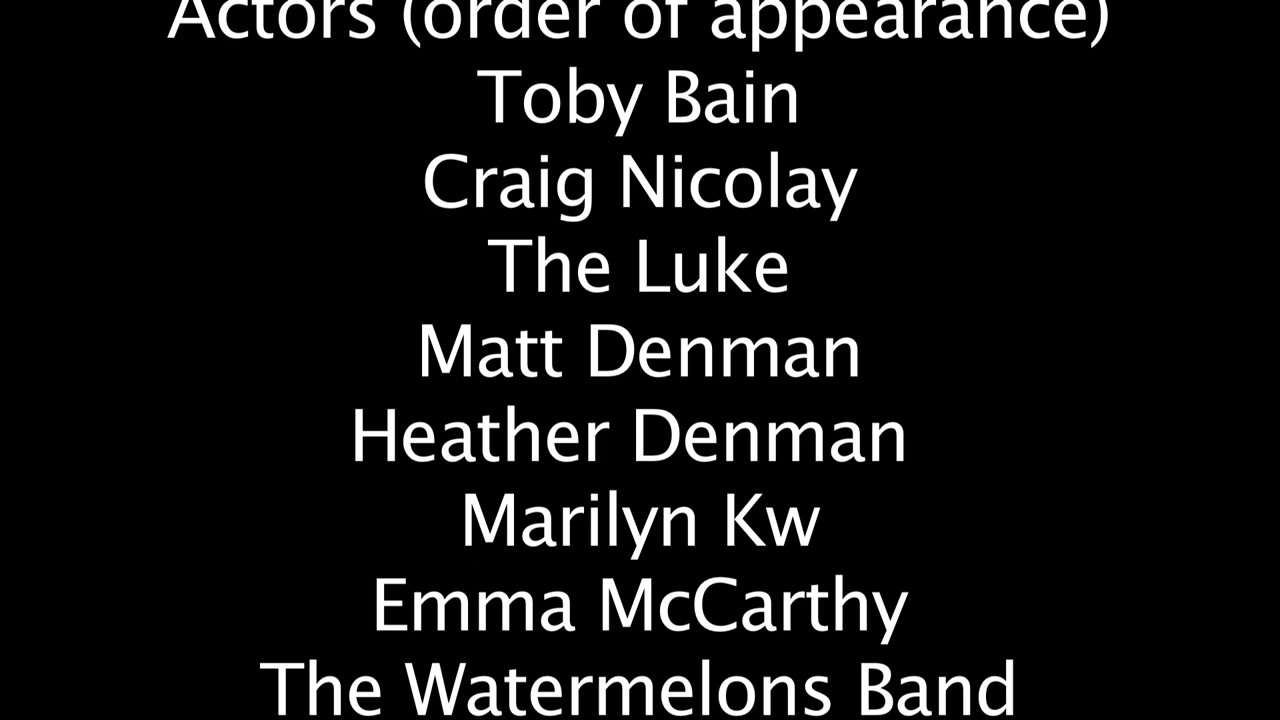 Actors (order of appearance)
Toby Bain
Craig Nicolay
The Luke
Matt Denman
Heather Denman
Marilyn Kw
Emma McCarthy
The Watermelons Band